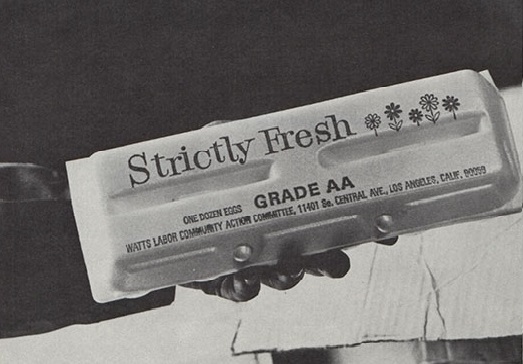 Strictly Fresh
ONE DOZEN EGGS GRADE AA
WATTS LABOR COMMUNITY ACTION COMMITTEE, 11401 So. CENTRAL AVE., LOS ANGELES, CALIF. 90059